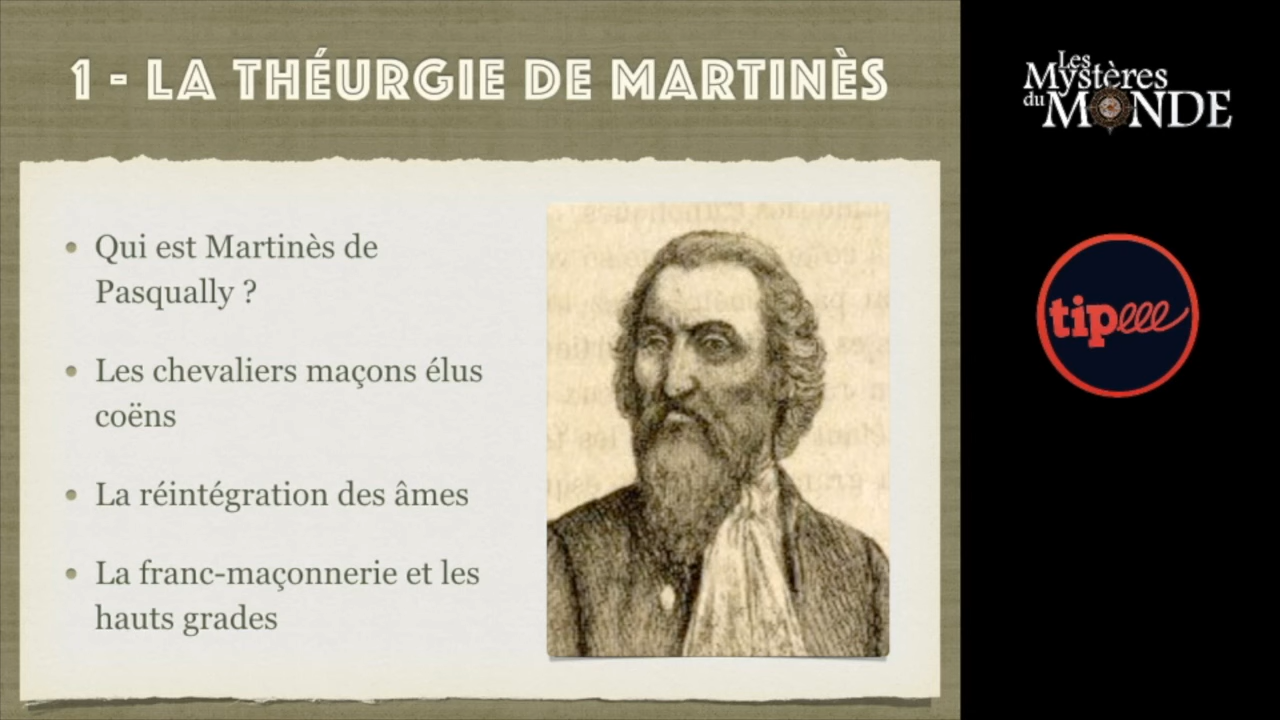 1 - LA THÉURGIE DE MARTINÈS
• Qui est Martinès de
Pasqually ?
• Les chevaliers maçons élus
coëns
• La réintégration des âmes
• La franc-maçonnerie et les
hauts grades
Les
Mystères
du MONDE
tipeee